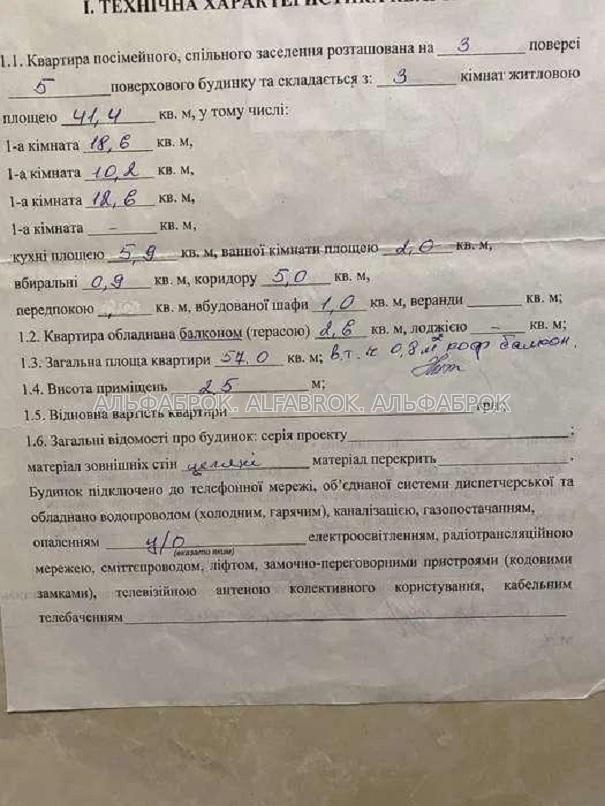 І. ТЕХНІЧНА ХАРАКТЕРИСТИКА
1.1. Квартира посімейного, спільного заселення розташована на 3 поверсі
5 поверхового будинку та складається з: 3 кімнат житловою
площею 41,4 кв. м, у тому числі:
1-а кімната 18,6 кв. м,
1-а кімната 10,2 кв. м,
1-а кімната 12,6 кв. м,
1-а кімната – кв. м,
кухні площею 5,9 кв. м, ванної кімнати площею 2,0 кв. м,
вбиральні 0,9 кв. м, коридору 5,0 кв. м,
передпокою кв. м, вбудованої шафи 1,0 кв. м, веранди кв. м;
1.2. Квартира обладнана балконом (терасою) 2,6 кв. м, лоджією – кв. м;
1.3. Загальна площа квартири 57.0 кв. м; в.т. ч 0,8 м² коф балкон.
1.4. Висота приміщень 2 5 м;
АЛЬФАБРОК. ALFABROK. АЛЬФАБРОК
1.5. Відновна вартість квартири грн.
1.6. Загальні відомості про будинок: серія проекту ;
матеріал зовнішніх стін матеріал перекрить .
Будинок підключено до телефонної мережі, об'єднаної системи диспетчерської та
обладнано водопроводом (холодним, гарячим), каналізацією, газопостачанням,
опаленням ц/о електроосвітленням, радіотрансляційною
(вказати яким)
мережею, сміттєпроводом, ліфтом, замочно-переговорними пристроями (кодовими
замками), телевізійною антеною колективного користування, кабельним
телебаченням